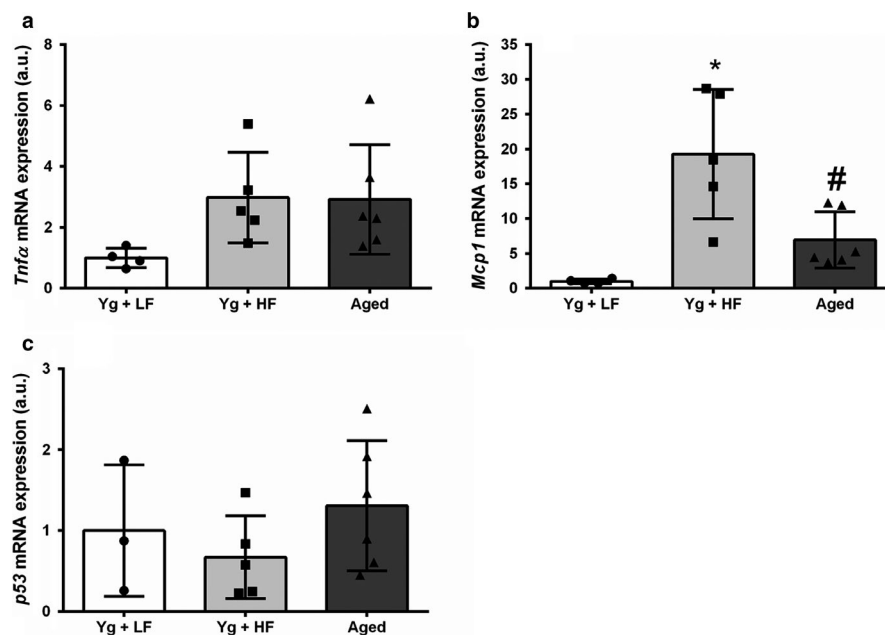 a
Tnfα mRNA expression (a.u.)
8
6
4
2
0
Yg + LF
Yg + HF
Aged
b
Mcp1 mRNA expression (a.u.)
35
30
25
20
15
10
5
0
*
#
Yg + LF
Yg + HF
Aged
c
p53 mRNA expression (a.u.)
3
2
1
0
Yg + LF
Yg + HF
Aged